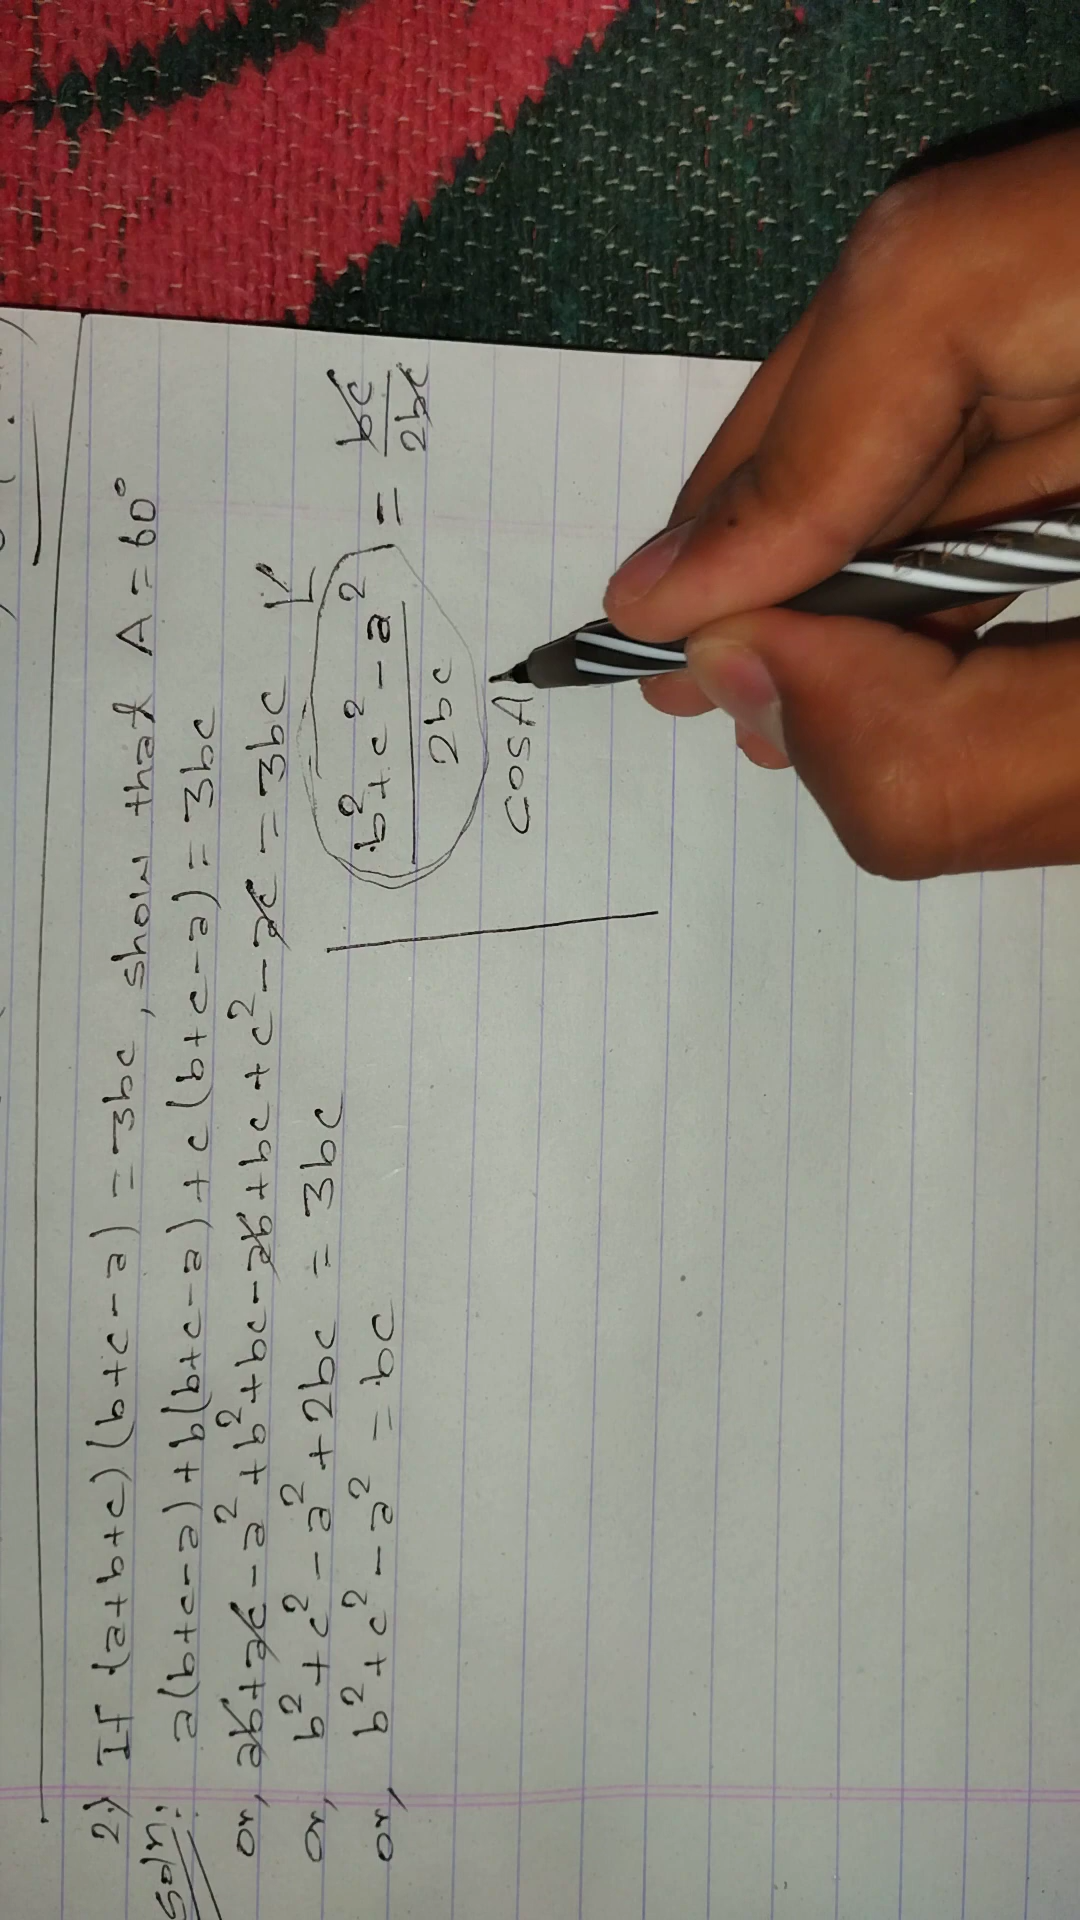 2) If (a+b+c) (b+c-a) = 3bc, show that A = 60°
Soln:
a(b+c-a) + b(b+c-a) + c(b+c-a) = 3bc
or, ab+ac-a²+b²+bc-ab+bc+c²-ac = 3bc
or, b²+c²-a²+2bc = 3bc
or, b²+c²-a² = bc
(b²+c²-a²)/2bc = bc/2bc
cosA